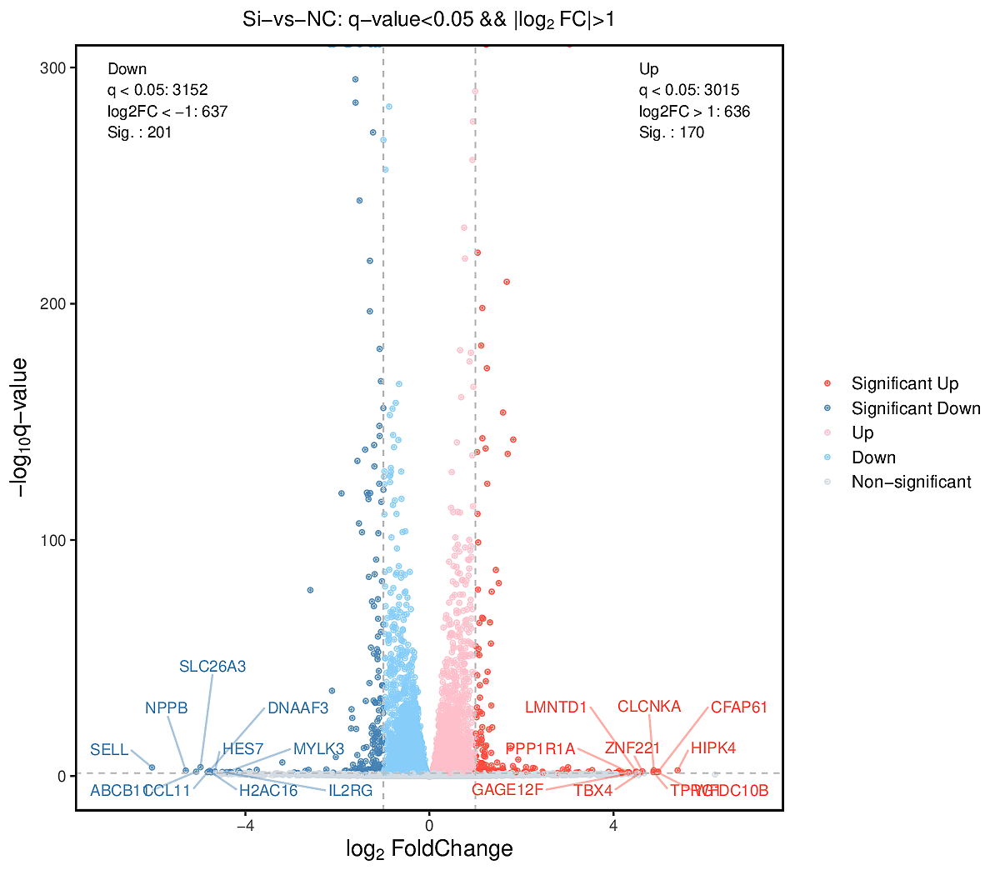 Si−vs−NC: q−value<0.05 && |log2 FC|>1
Down
q < 0.05: 3152
log2FC < −1: 637
Sig. : 201
Up
q < 0.05: 3015
log2FC > 1: 636
Sig. : 170
300
200
100
0
−log10q−value
SLC26A3
NPPB
DNAAF3
SELL
HES7
MYLK3
ABCB11
CCL11
H2AC16
IL2RG
LMNTD1
CLCNKA
CFAP61
PPP1R1A
ZNF221
HIPK4
GAGE12F
TBX4
WFDC10B
−4
0
4
log2 FoldChange
Significant Up
Significant Down
Up
Down
Non−significant